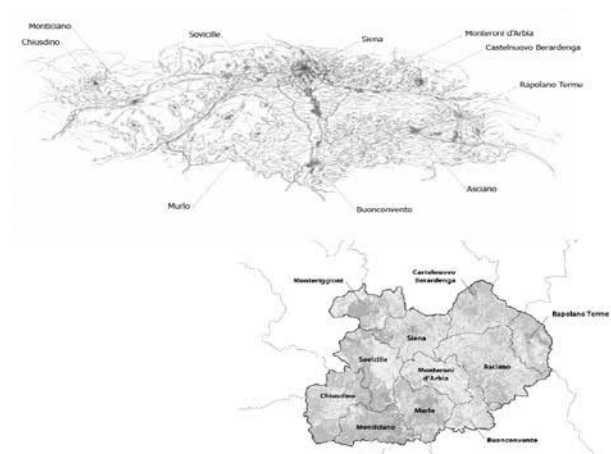 Monticiano
Chiusdino
Sovicille
Siena
Monteroni d'Arbia
Castelnuovo Berardenga
Rapolano Terme
Murlo
Buonconvento
Asciano
Monteriggioni
Castelnuovo
Berardenga
Rapolano Terme
Siena
Sovicille
Monteroni
d'Arbia
Asciano
Chiusdino
Murlo
Monticiano
Buonconvento